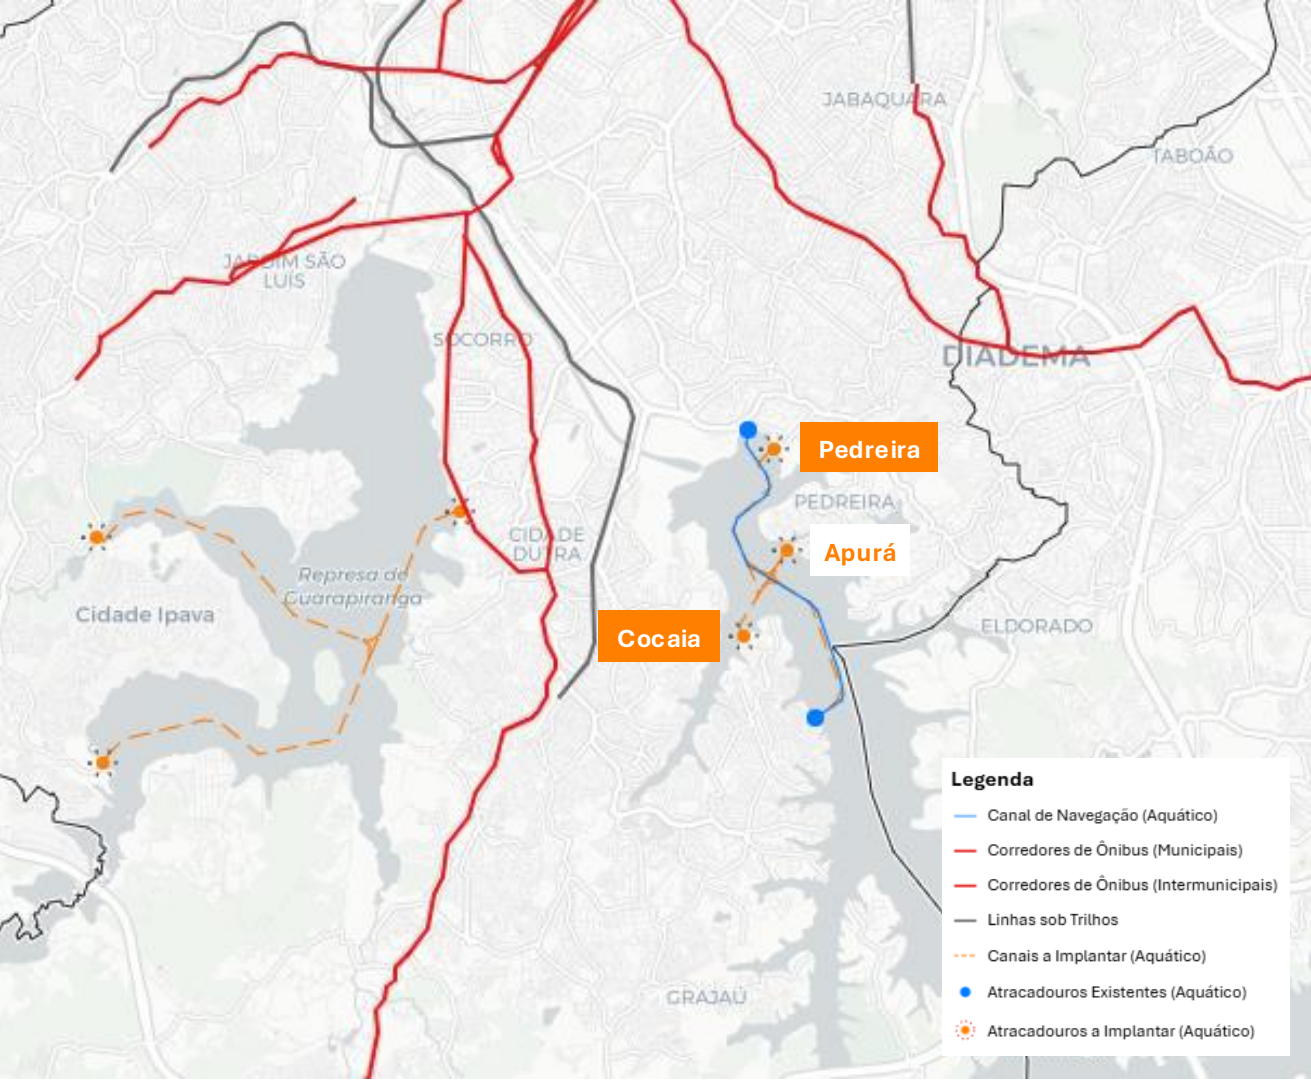 JABAQUARA
TABOÃO
JARDIM SÃO
LUÍS
SOCORRO
DIADEMA
Pedreira
PEDREIRA
CIDADE
DUTRA
Apurá
Represa de
Guarapiranga
Cidade Ipava
Cocaia
ELDORADO
GRAJAÚ
Legenda
Canal de Navegação (Aquático)
Corredores de Ônibus (Municipais)
Corredores de Ônibus (Intermunicipais)
Linhas sob Trilhos
Canais a Implantar (Aquático)
Atracadouros Existentes (Aquático)
Atracadouros a Implantar (Aquático)